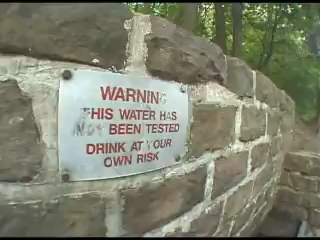 WARNING
THIS WATER HAS
NOT BEEN TESTED
DRINK AT YOUR
OWN RISK